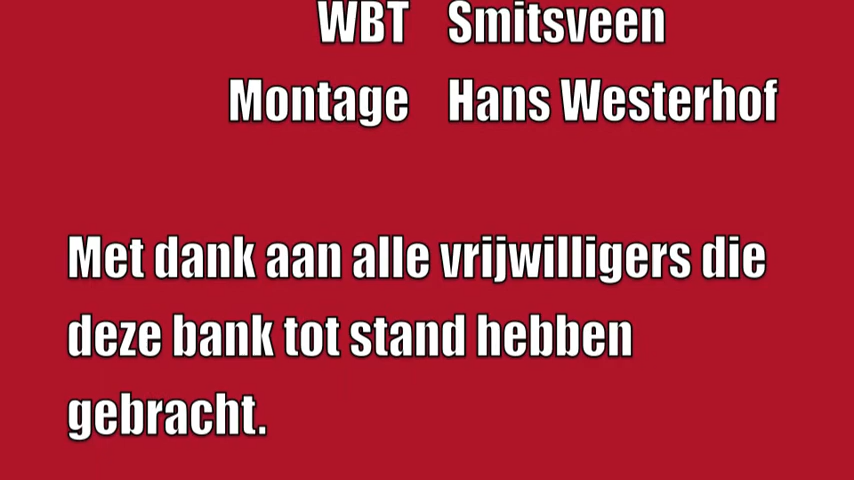 WBT Smitsveen
Montage Hans Westerhof
Met dank aan alle vrijwilligers die
deze bank tot stand hebben
gebracht.